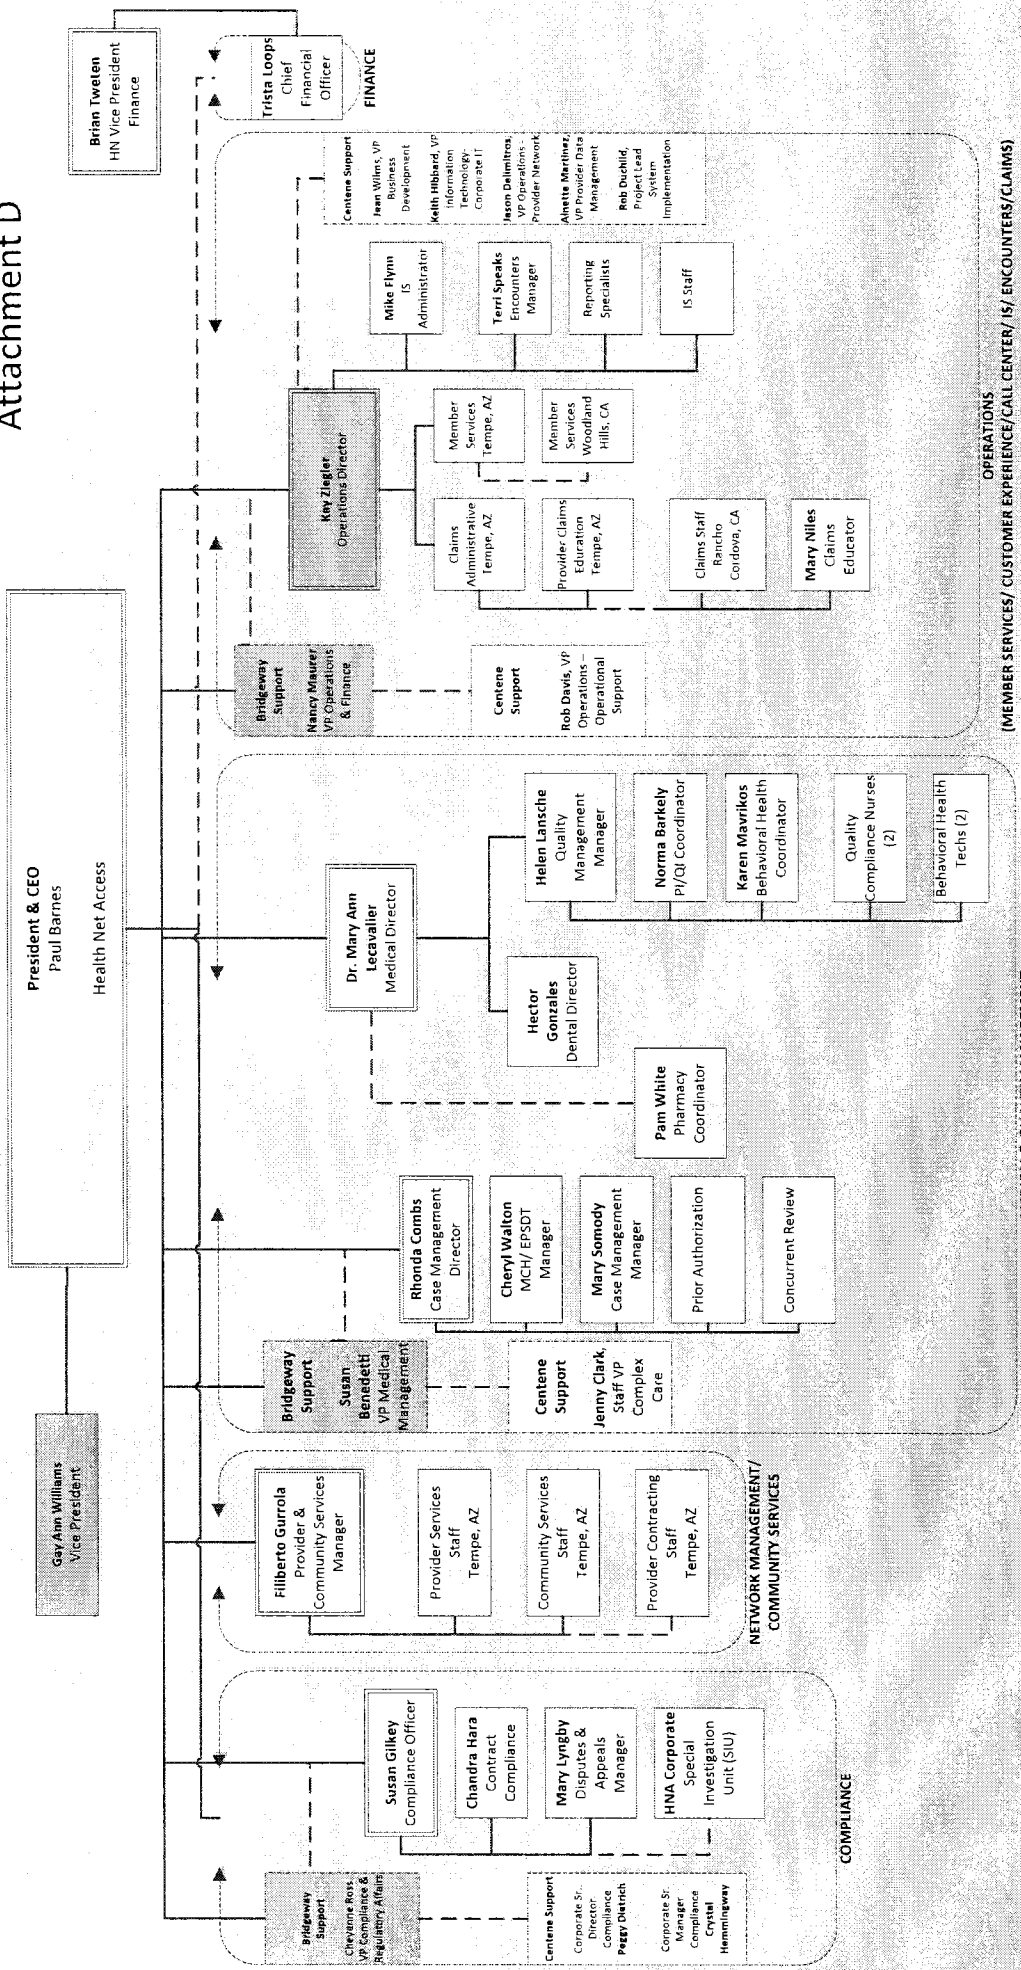 Attachment D
President & CEO
Paul Barnes
Health Net Access
Gay Ann Williams
Vice President
Brian Tweten
HN Vice President
Finance
Trista Loops
Chief
Financial
Officer
FINANCE
Bridgeway
Support
Cheyenne Ross,
VP Compliance &
Regulatory Affairs
Centene Support
Corporate Sr.
Director
Compliance
Peggy Dietrich
Corporate Sr.
Manager
Compliance
Crystal
Hemmingway
Susan Gilkey
Compliance Officer
Chandra Hara
Contract
Compliance
Mary Lyngby
Disputes &
Appeals
Manager
HNA Corporate
Special
Investigation
Unit (SIU)
COMPLIANCE
Filiberto Gurrola
Provider &
Community Services
Manager
Provider Services
Staff
Tempe, AZ
Community Services
Staff
Tempe, AZ
Provider Contracting
Staff
Tempe, AZ
NETWORK MANAGEMENT/
COMMUNITY SERVICES
Bridgeway
Support
Susan
Benedetti
VP Medical
Management
Centene
Support
Jenny Clark,
Staff VP
Complex
Care
Rhonda Combs
Case Management
Director
Cheryl Walton
MCH/ EPSDT
Manager
Mary Somody
Case Management
Manager
Prior Authorization
Concurrent Review
Dr. Mary Ann
Lecavalier
Medical Director
Pam White
Pharmacy
Coordinator
Hector
Gonzales
Dental Director
Helen Lansche
Quality
Management
Manager
Norma Barkely
PI/QI Coordinator
Karen Mavrikos
Behavioral Health
Coordinator
Quality
Compliance Nurses
(2)
Behavioral Health
Techs (2)
Bridgeway
Support
Nancy Maurer
VP Operations
& Finance
Centene
Support
Rob Davis, VP
Operations –
Operational
Support
Kay Ziegler
Operations Director
Claims
Administrative
Tempe, AZ
Provider Claims
Education
Tempe, AZ
Claims Staff
Rancho
Cordova, CA
Mary Niles
Claims
Educator
Member
Services
Tempe, AZ
Member
Services
Woodland
Hills, CA
Mike Flynn
IS
Administrator
Terri Speaks
Encounters
Manager
Reporting
Specialists
IS Staff
Centene Support
Jean Wilms, VP
Business
Development
Keith Hibbard, VP
Information
Technology-
Corporate IT
Jason Delimitros,
VP Operations -
Provider Network
Ainette Martinez,
VP Provider Data
Management
Rob Duchild,
Project Lead
System
Implementation
OPERATIONS
(MEMBER SERVICES/ CUSTOMER EXPERIENCE/CALL CENTER/ IS/ ENCOUNTERS/CLAIMS)